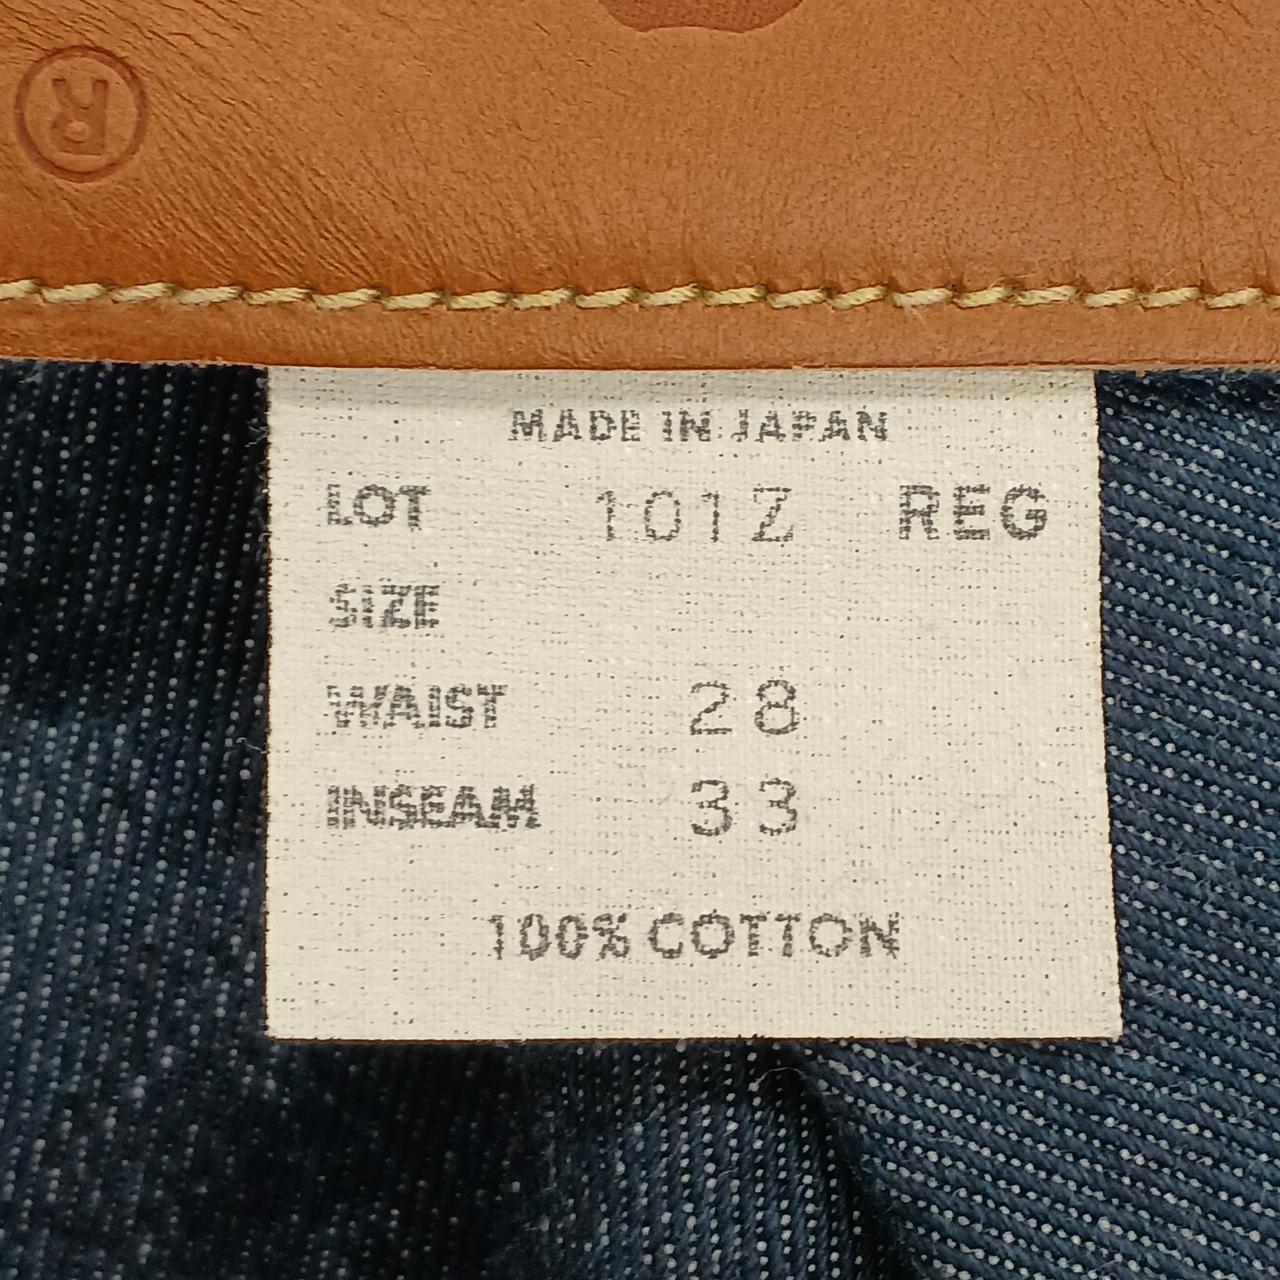 ®
MADE IN JAPAN
LOT 101Z REG
SIZE
WAIST 28
INSEAM 33
100% COTTON